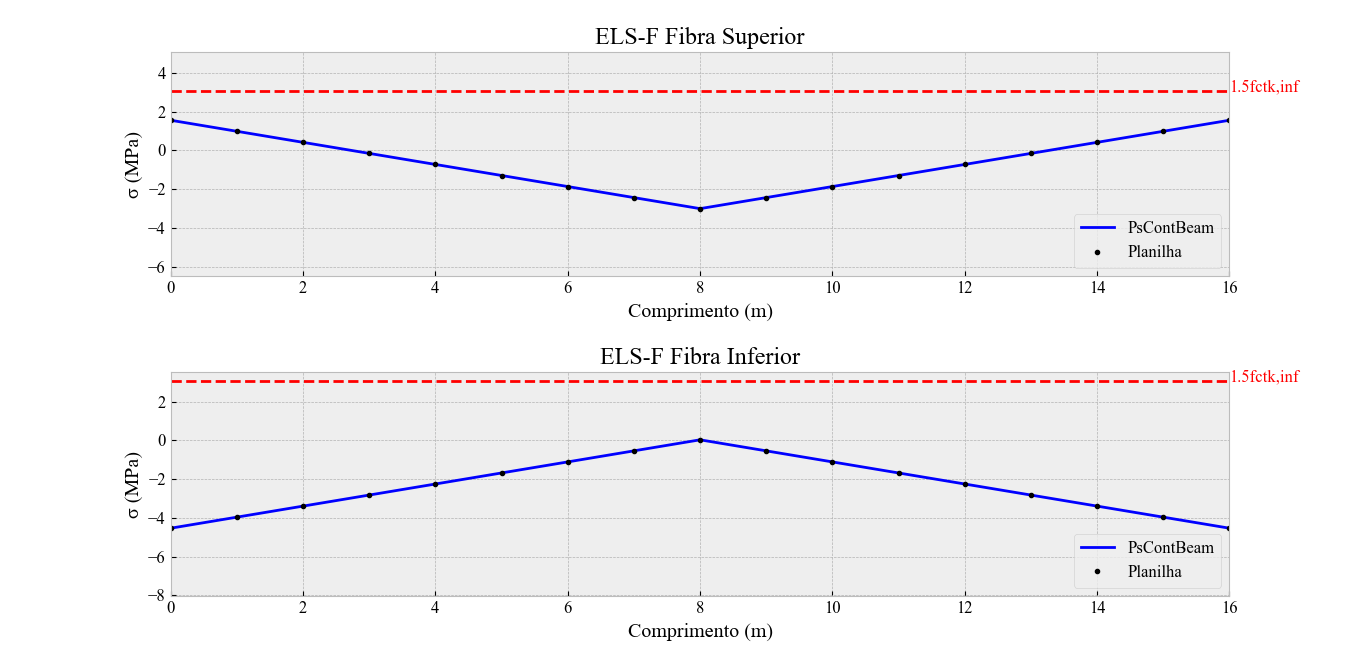 ELS-F Fibra Superior
4
2
0
−2
−4
−6
σ (MPa)
1.5fctk,inf
PsContBeam
Planilha
0 2 4 6 8 10 12 14 16
Comprimento (m)
ELS-F Fibra Inferior
2
0
−2
−4
−6
−8
σ (MPa)
1.5fctk,inf
PsContBeam
Planilha
0 2 4 6 8 10 12 14 16
Comprimento (m)